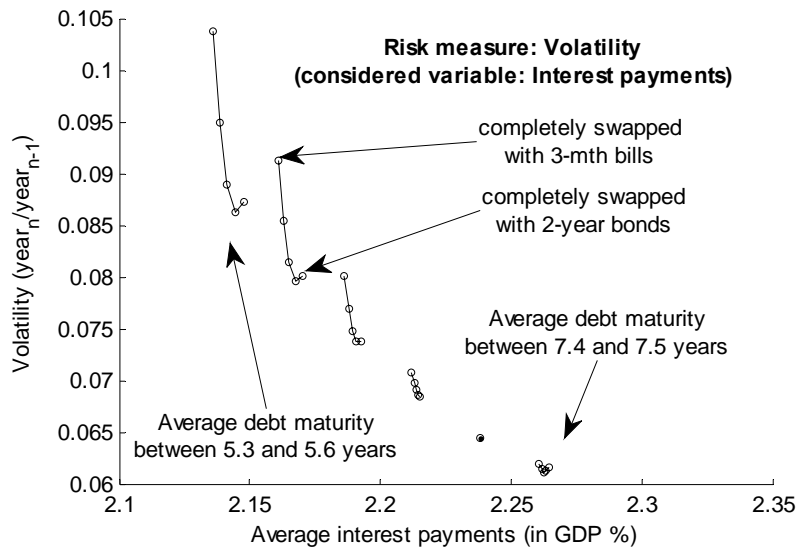 0.105
0.1
0.095
0.09
0.085
0.08
0.075
0.07
0.065
0.06
2.1
2.15
2.2
2.25
2.3
2.35
Volatility (yearn/yearn-1)
Average interest payments (in GDP %)
Risk measure: Volatility
(considered variable: Interest payments)
completely swapped
with 3-mth bills
completely swapped
with 2-year bonds
Average debt maturity
between 7.4 and 7.5 years
Average debt maturity
between 5.3 and 5.6 years